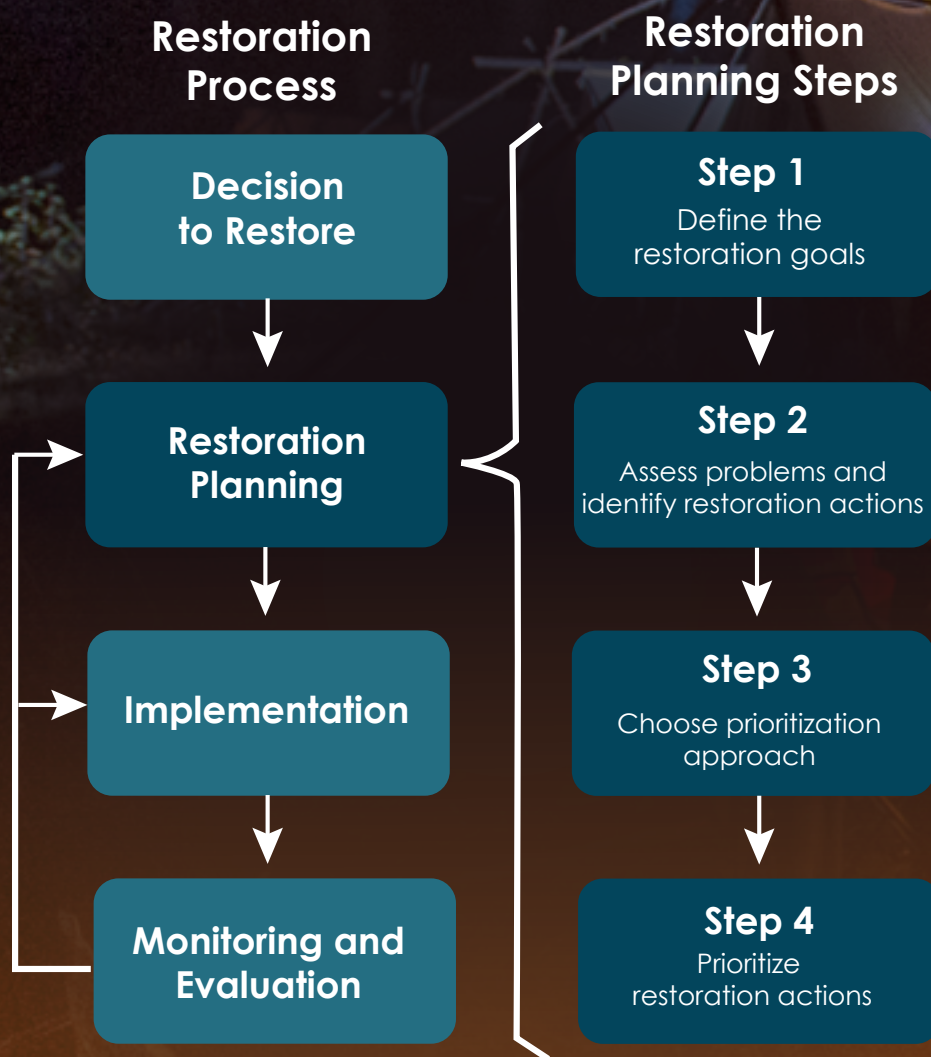 Restoration
Process
Decision
to Restore
Restoration
Planning
Implementation
Monitoring and
Evaluation
Restoration
Planning Steps
Step 1
Define the
restoration goals
Step 2
Assess problems and
identify restoration actions
Step 3
Choose prioritization
approach
Step 4
Prioritize
restoration actions